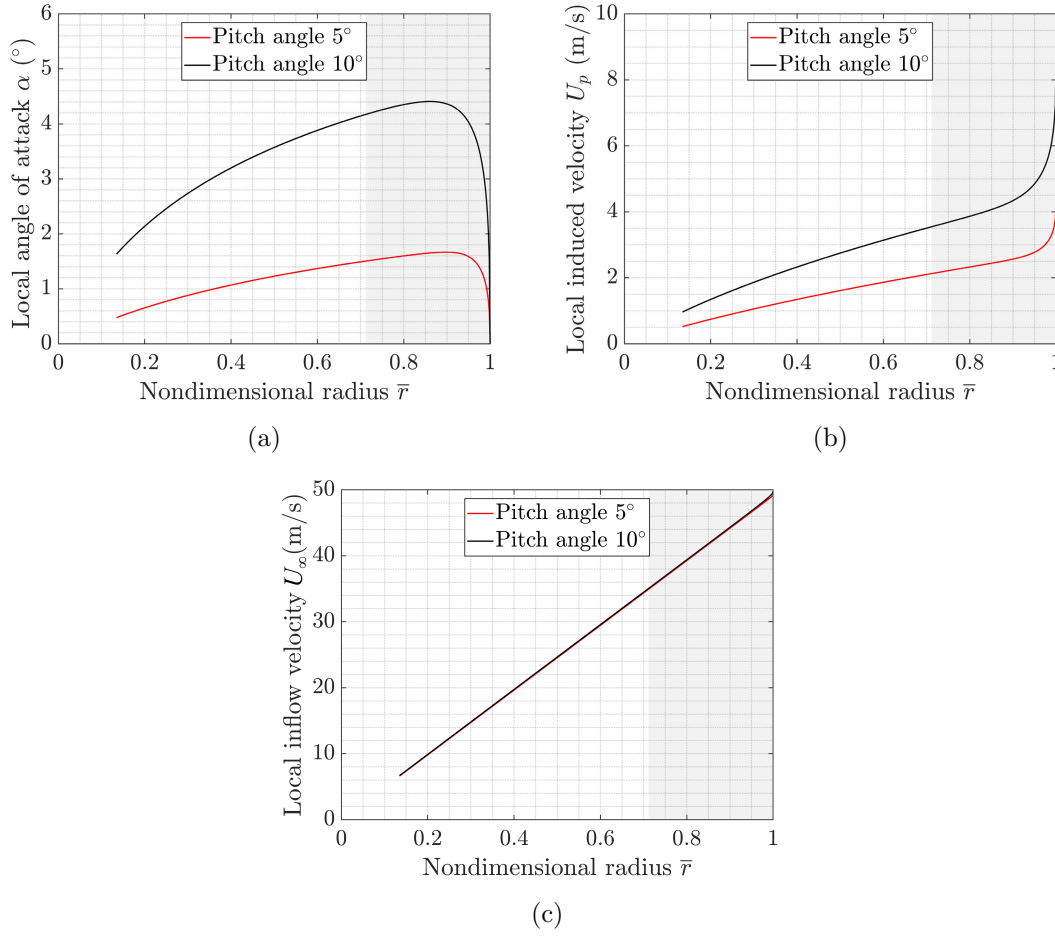 Local angle of attack α (°)
6
5
4
3
2
1
0
Pitch angle 5°
Pitch angle 10°
0
0.2
0.4
0.6
0.8
1
Nondimensional radius r̅
(a)
Local induced velocity U_p (m/s)
10
8
6
4
2
0
Pitch angle 5°
Pitch angle 10°
0
0.2
0.4
0.6
0.8
1
Nondimensional radius r̅
(b)
Local inflow velocity U_∞(m/s)
50
40
30
20
10
0
Pitch angle 5°
Pitch angle 10°
0
0.2
0.4
0.6
0.8
1
Nondimensional radius r̅
(c)